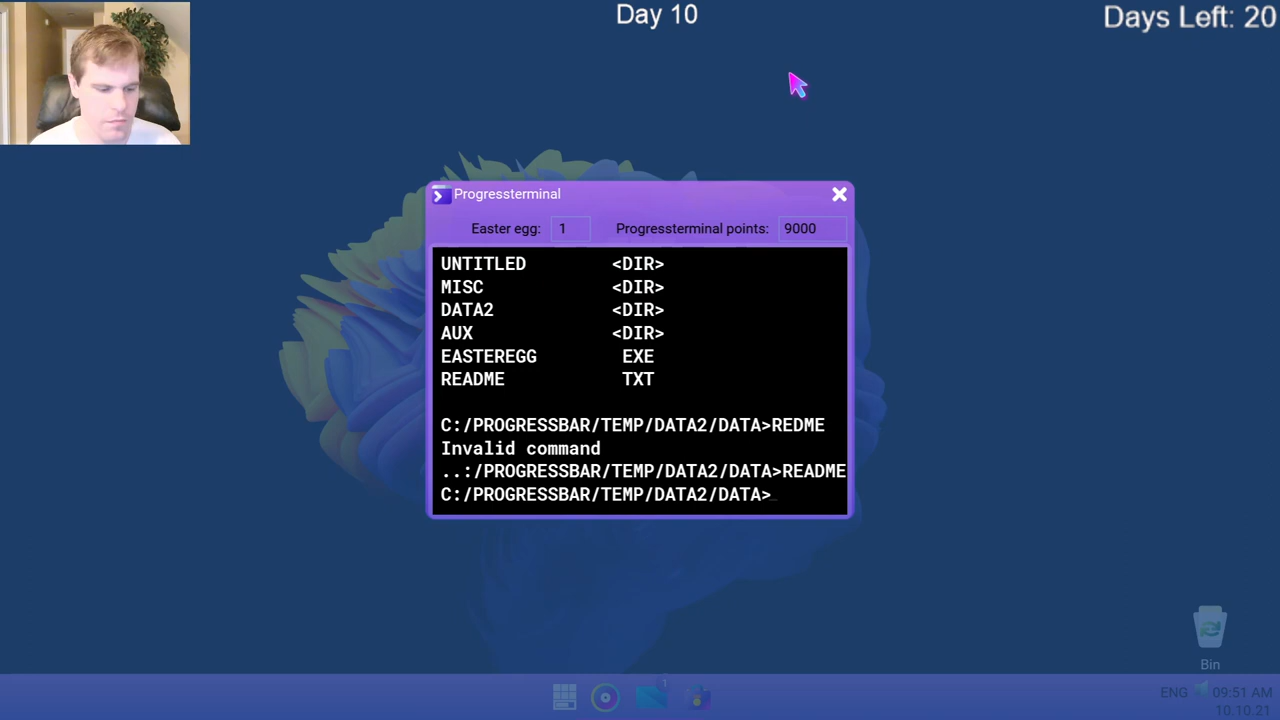 Day 10
Days Left: 20
Progressterminal
Easter egg: 1 Progressterminal points: 9000
UNTITLED <DIR>
MISC <DIR>
DATA2 <DIR>
AUX <DIR>
EASTEREGG EXE
README TXT
C:/PROGRESSBAR/TEMP/DATA2/DATA>REDME
Invalid command
..:/PROGRESSBAR/TEMP/DATA2/DATA>README
C:/PROGRESSBAR/TEMP/DATA2/DATA>_
Bin
1
ENG 09:51 AM
10.10.21